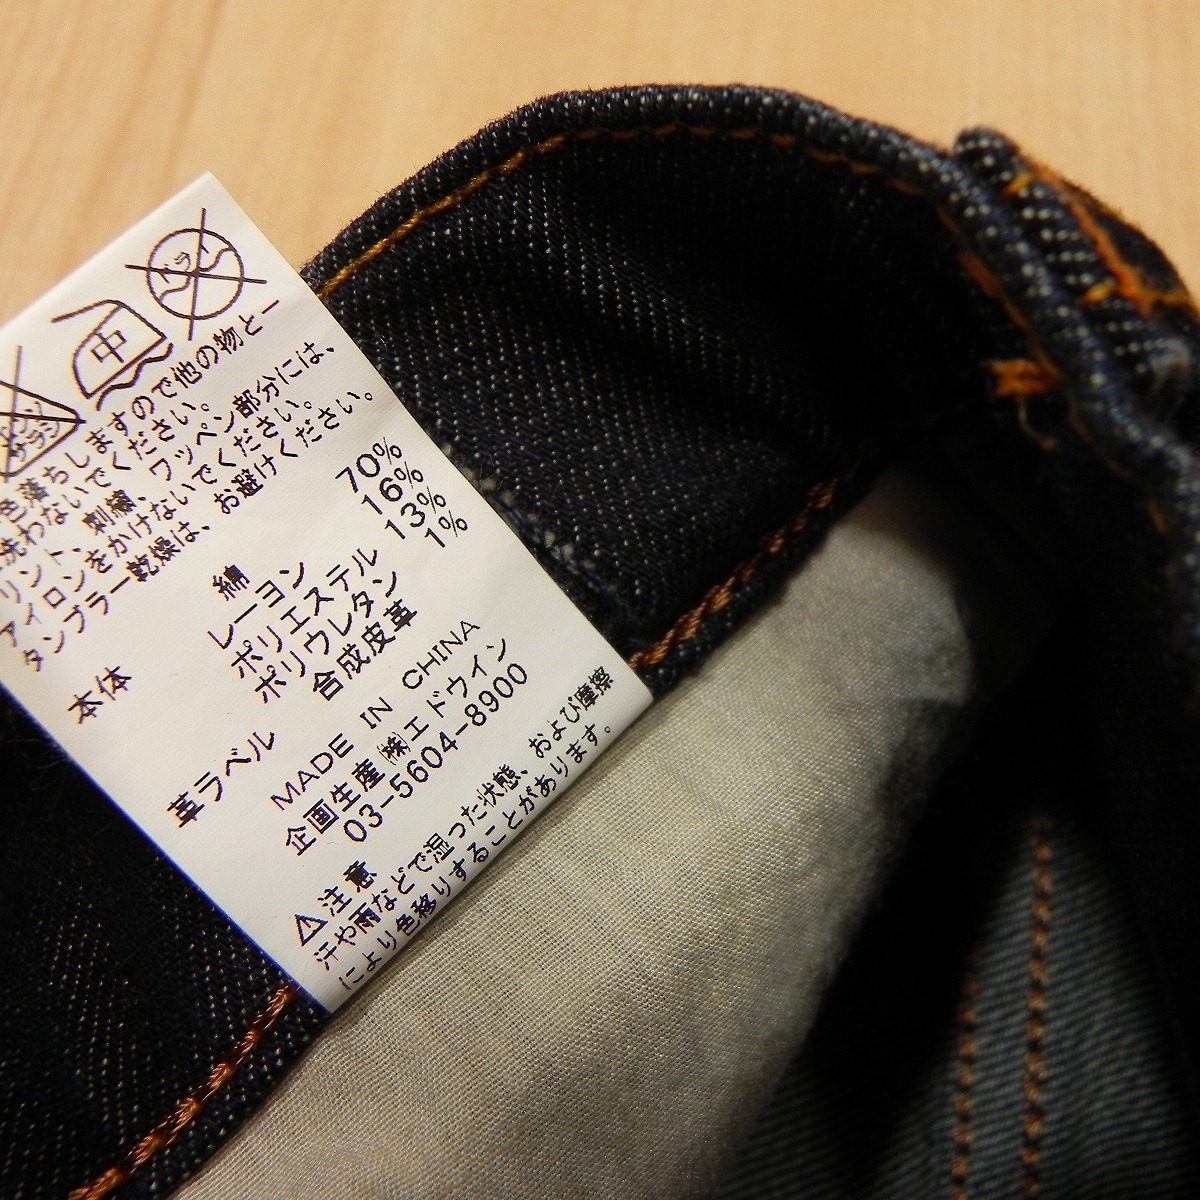 ドライ
中
エンソ
サラシ
色落ちしますので他の物と一
洗わないでください。
リント、刺繍、ワッペン部分には、
アイロンをかけないでください。
タンブラー乾燥は、お避けください。
本体 綿 70%
レーヨン 16%
ポリエステル 13%
ポリウレタン 1%
革ラベル 合成皮革
MADE IN CHINA
企画生産㈱エドウイン
03-5604-8900
⚠注意
汗や雨などで湿った状態、および摩擦
により色移りすることがあります。